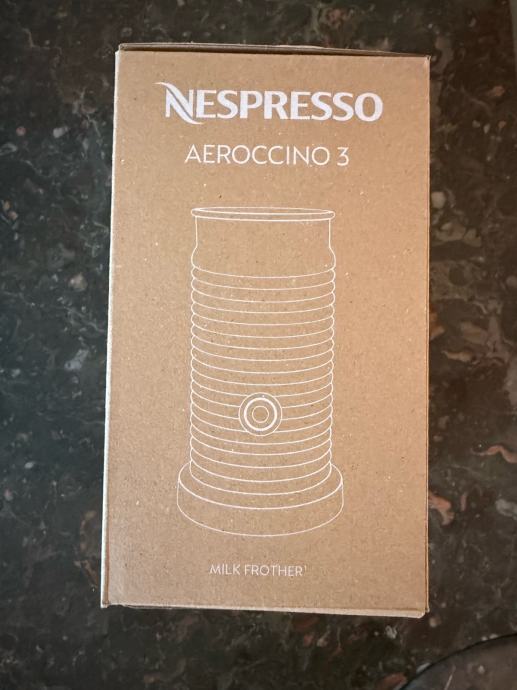 NESPRESSO
AEROCCINO 3
MILK FROTHER¹